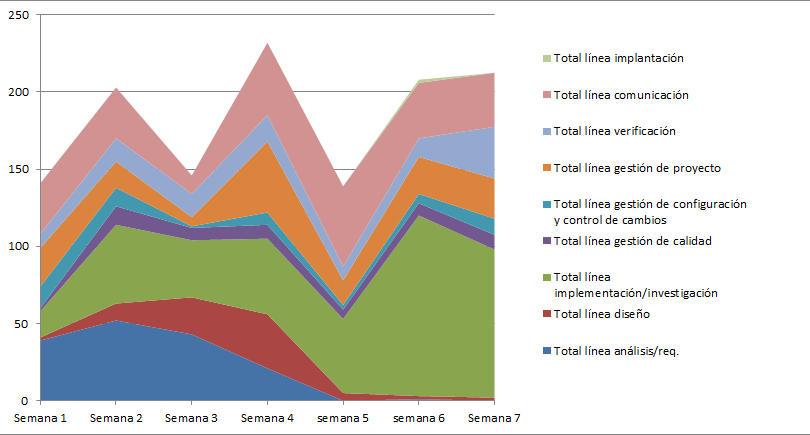 250
200
150
100
50
0
Semana 1
Semana 2
Semana 3
Semana 4
semana 5
semana 6
Semana 7
Total línea implantación
Total línea comunicación
Total línea verificación
Total línea gestión de proyecto
Total línea gestión de configuración
y control de cambios
Total línea gestión de calidad
Total línea
implementación/investigación
Total línea diseño
Total línea análisis/req.